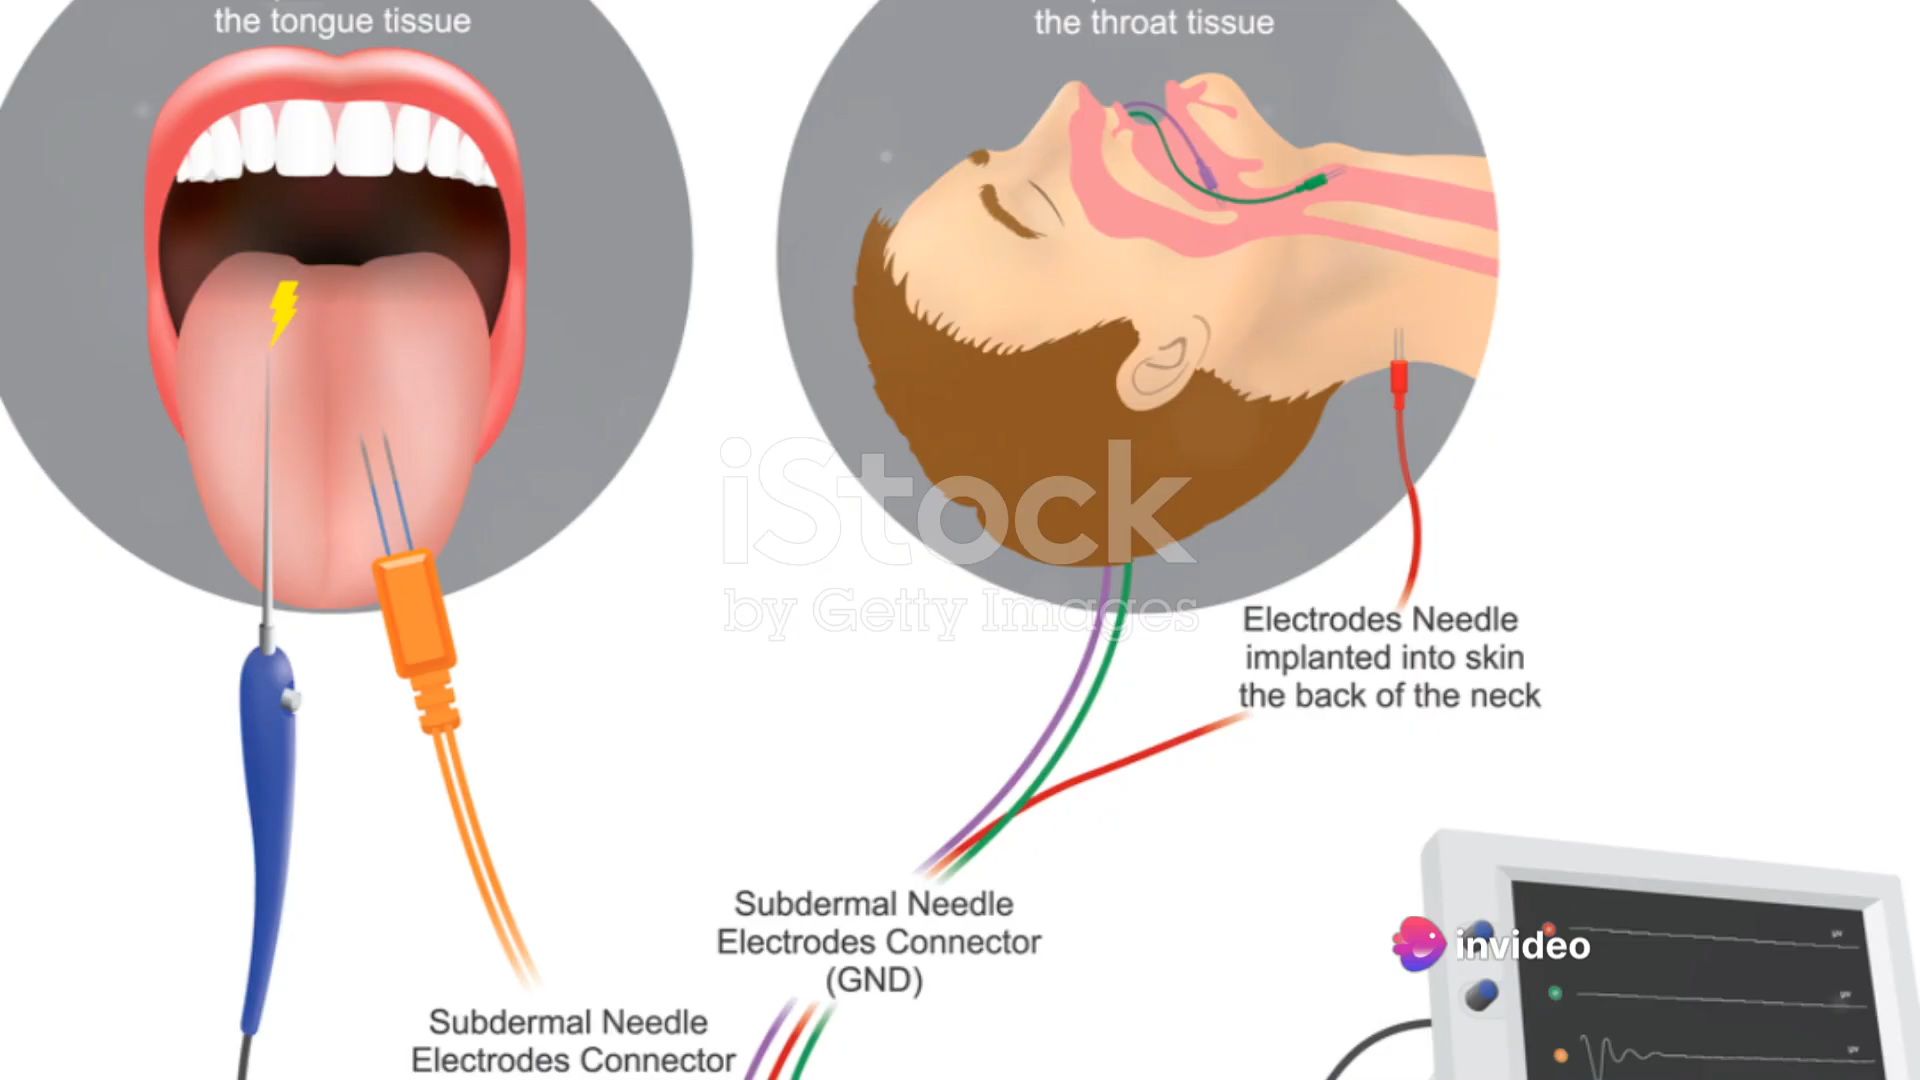 the tongue tissue
the throat tissue
iStock
by Getty Images
Electrodes Needle
implanted into skin
the back of the neck
Subdermal Needle
Electrodes Connector
(GND)
invideo
Subdermal Needle
Electrodes Connector